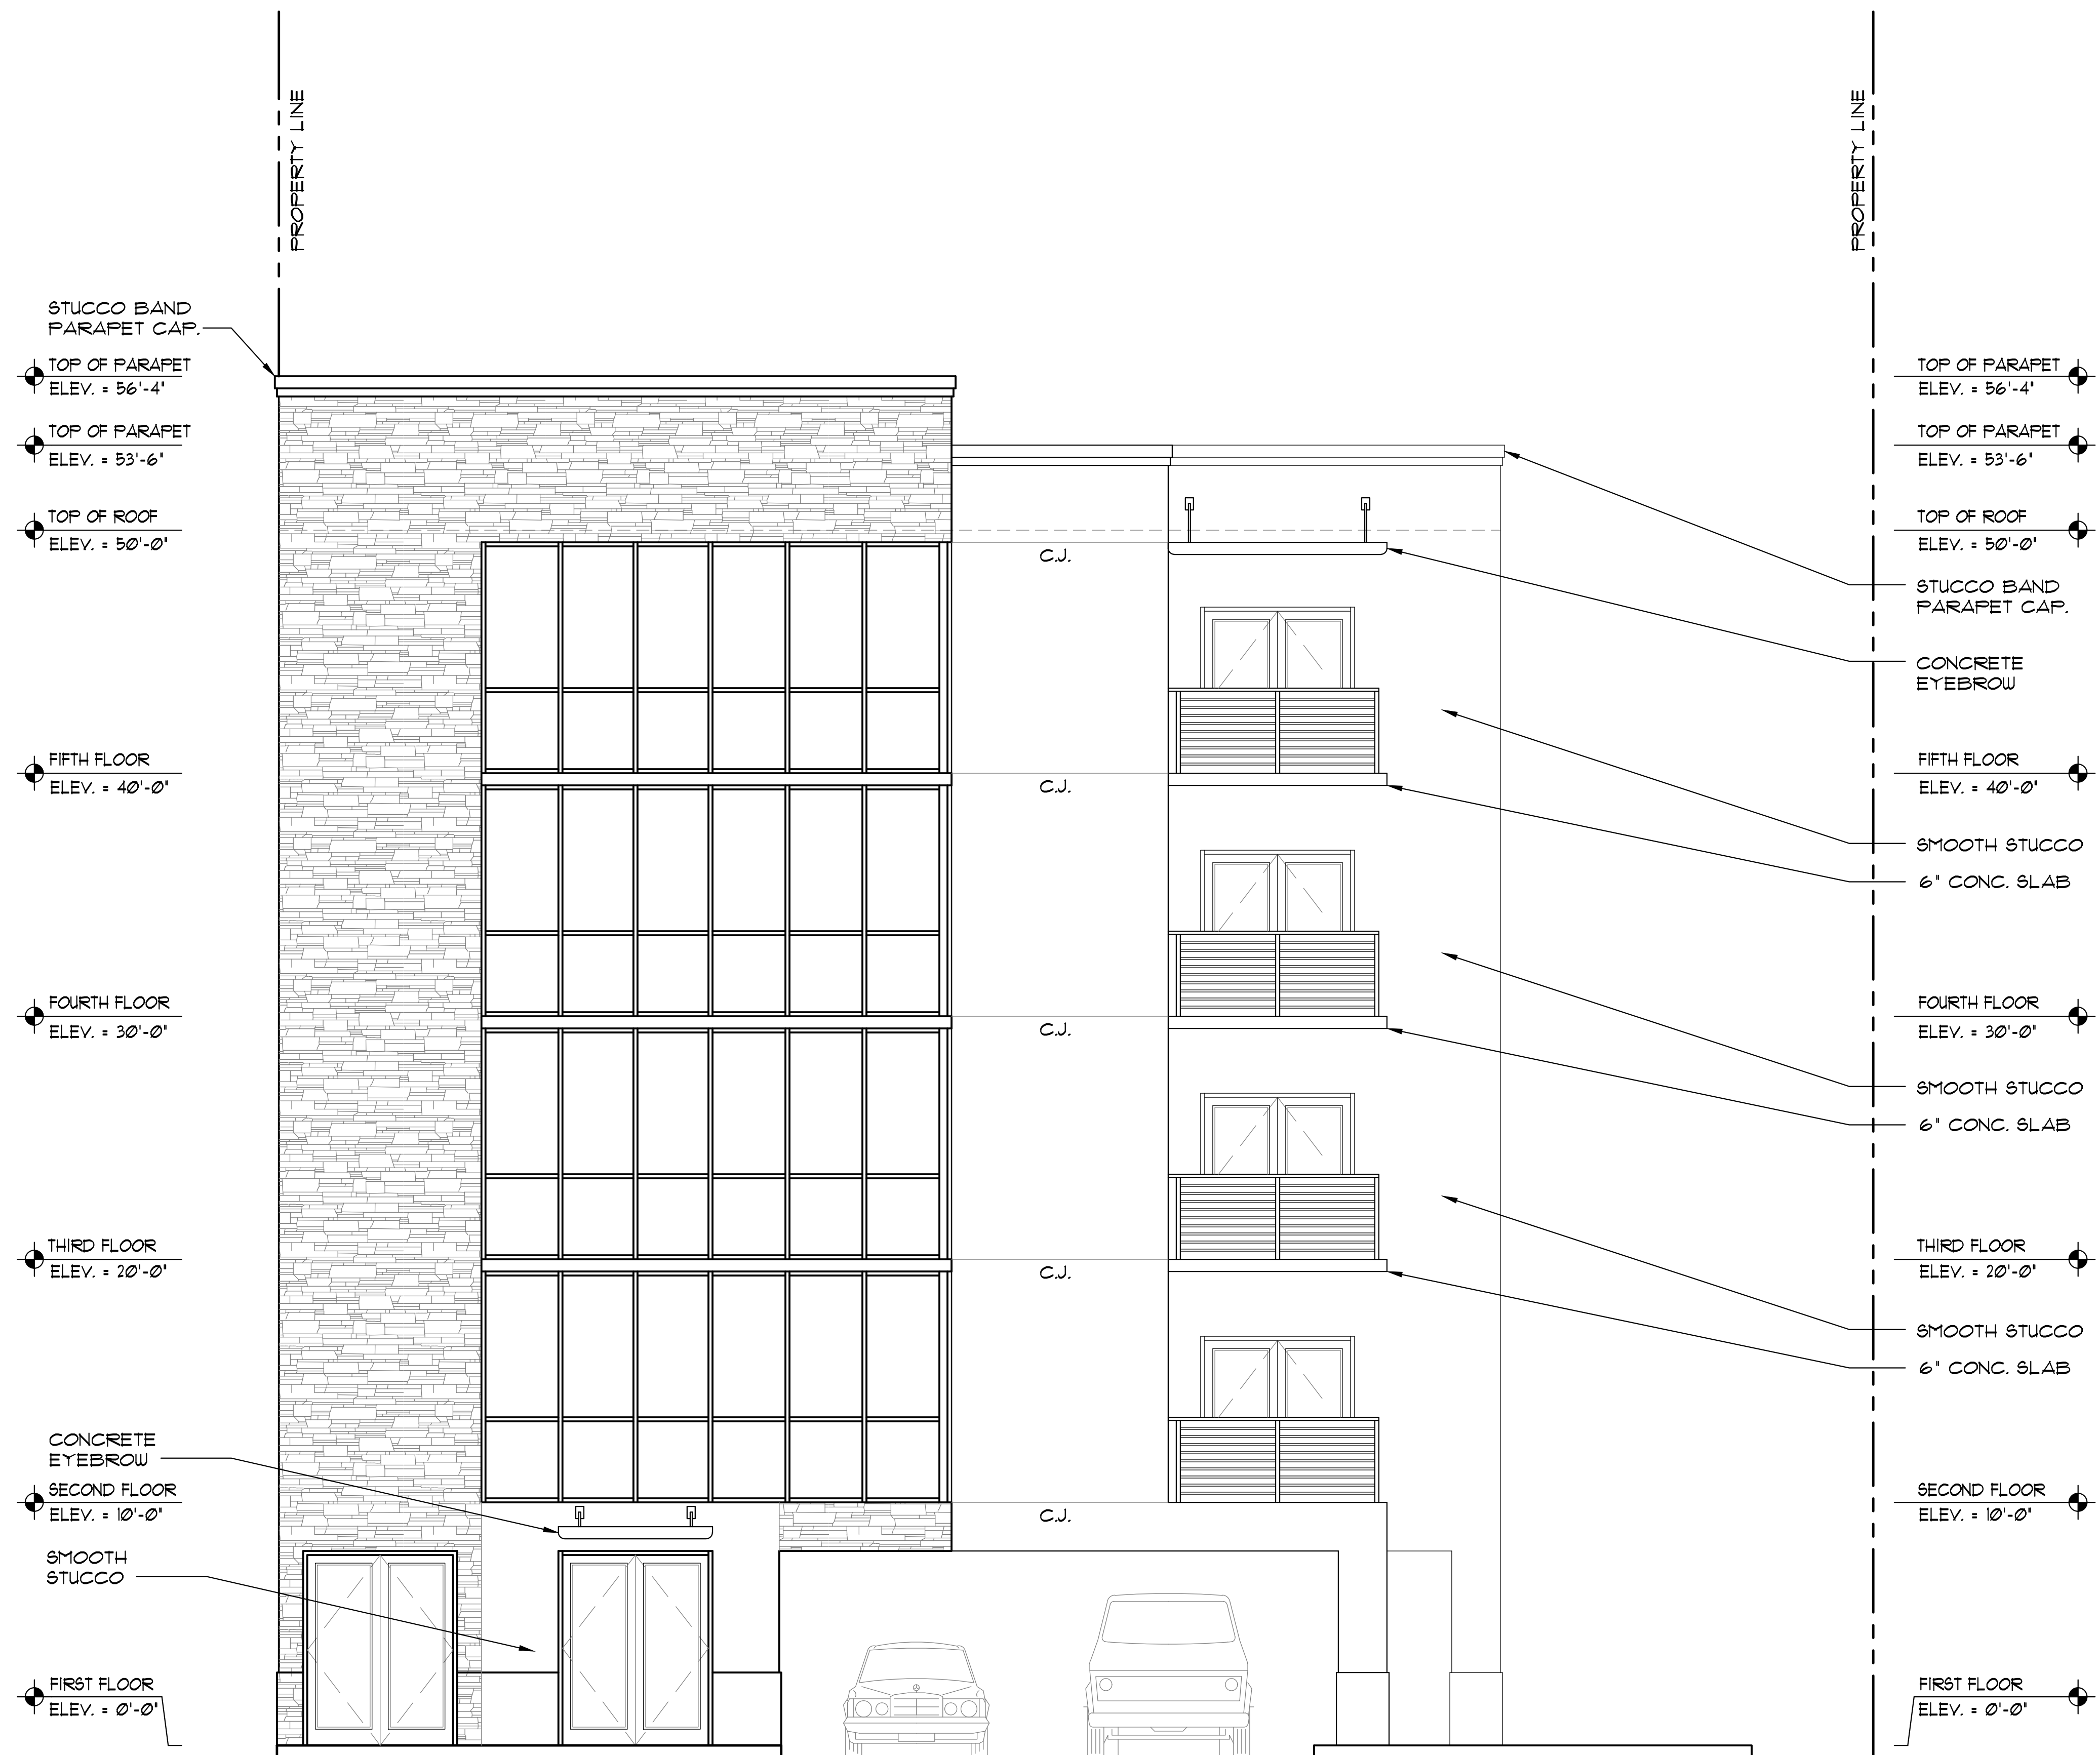 PROPERTY LINE
PROPERTY LINE
STUCCO BAND
PARAPET CAP.
TOP OF PARAPET
ELEV. = 56'-4"
TOP OF PARAPET
ELEV. = 53'-6"
TOP OF ROOF
ELEV. = 50'-0"
FIFTH FLOOR
ELEV. = 40'-0"
FOURTH FLOOR
ELEV. = 30'-0"
THIRD FLOOR
ELEV. = 20'-0"
CONCRETE
EYEBROW
SECOND FLOOR
ELEV. = 10'-0"
SMOOTH
STUCCO
FIRST FLOOR
ELEV. = 0'-0"
C.J.
C.J.
C.J.
C.J.
C.J.
TOP OF PARAPET
ELEV. = 56'-4"
TOP OF PARAPET
ELEV. = 53'-6"
TOP OF ROOF
ELEV. = 50'-0"
STUCCO BAND
PARAPET CAP.
CONCRETE
EYEBROW
FIFTH FLOOR
ELEV. = 40'-0"
SMOOTH STUCCO
6" CONC. SLAB
FOURTH FLOOR
ELEV. = 30'-0"
SMOOTH STUCCO
6" CONC. SLAB
THIRD FLOOR
ELEV. = 20'-0"
SMOOTH STUCCO
6" CONC. SLAB
SECOND FLOOR
ELEV. = 10'-0"
FIRST FLOOR
ELEV. = 0'-0"